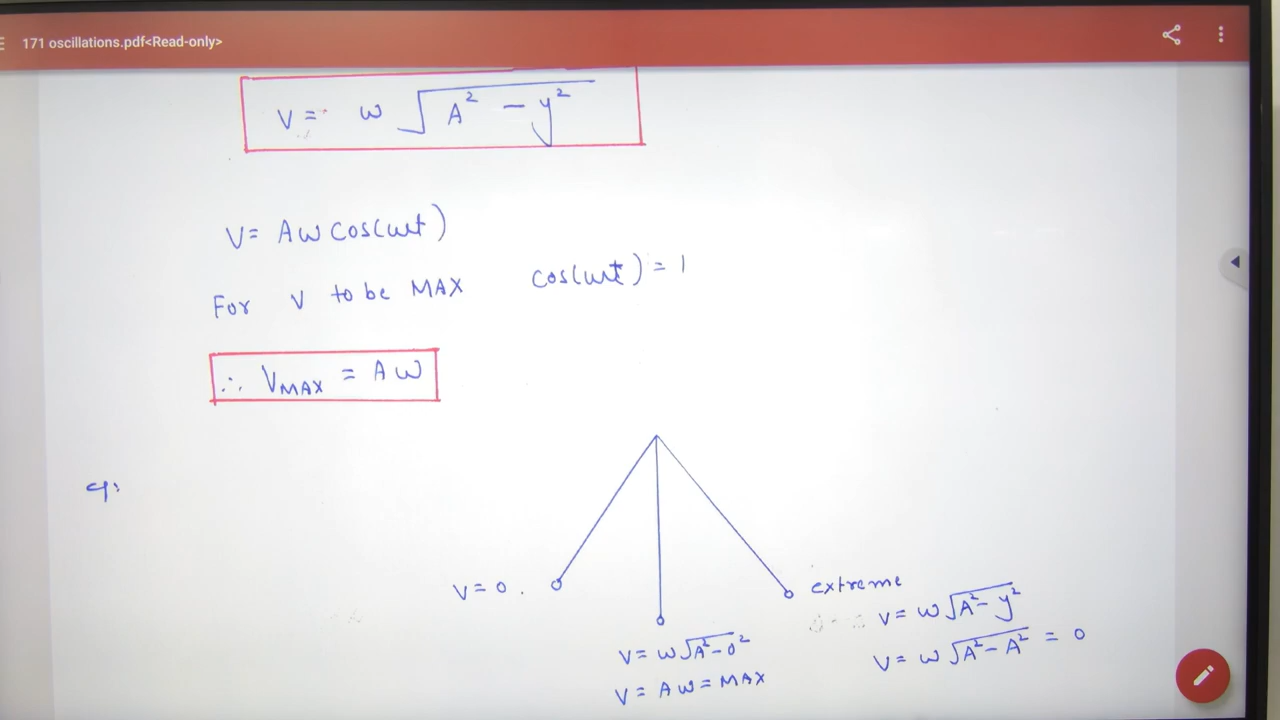 171 oscillations.pdf<Read-only>
V = ω √A² − y²
V = Aω cos(ωt)
For V to be MAX cos(ωt) = 1
∴ V_MAX = Aω
q:
V = 0 .
extreme
V = ω √A² − y²
V = ω √A² − A² = 0
V = ω √A² − 0²
V = Aω = MAX